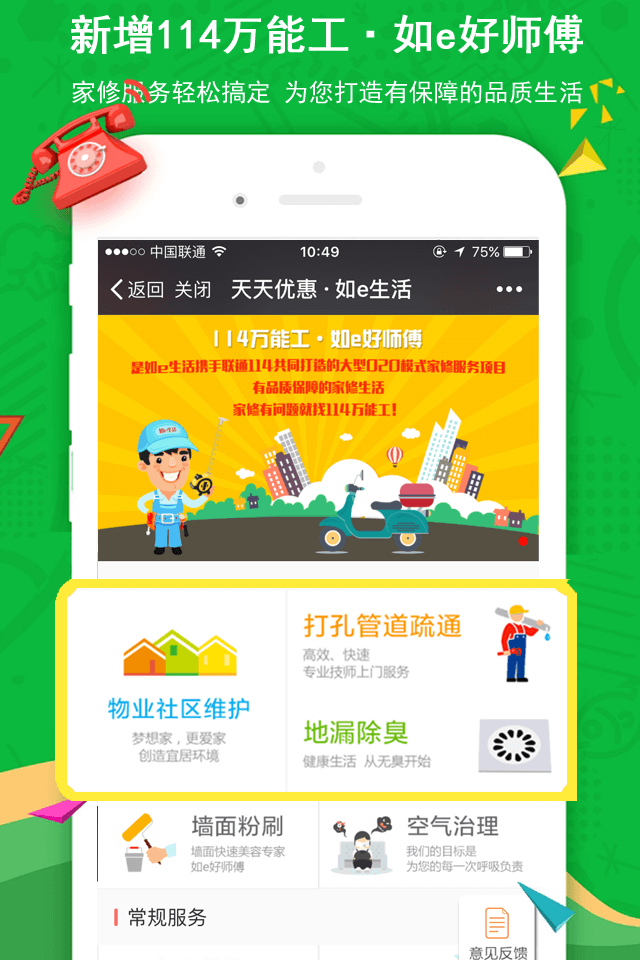 新增114万能工·如e好师傅
家修服务轻松搞定 为您打造有保障的品质生活
中国联通 10:49 75%
返回 关闭 天天优惠·如e生活
114万能工·如e好师傅
是如e生活携手联通114共同打造的大型O2O模式家修服务项目
有品质保障的家修生活
家修有问题就找114万能工!
如e生活
打孔管道疏通
高效、快速
专业技师上门服务
物业社区维护
梦想家，更爱家
创造宜居环境
地漏除臭
健康生活 从无臭开始
墙面粉刷
墙面快速美容专家
如e好师傅
空气治理
我们的目标是
为您的每一次呼吸负责
常规服务
意见反馈